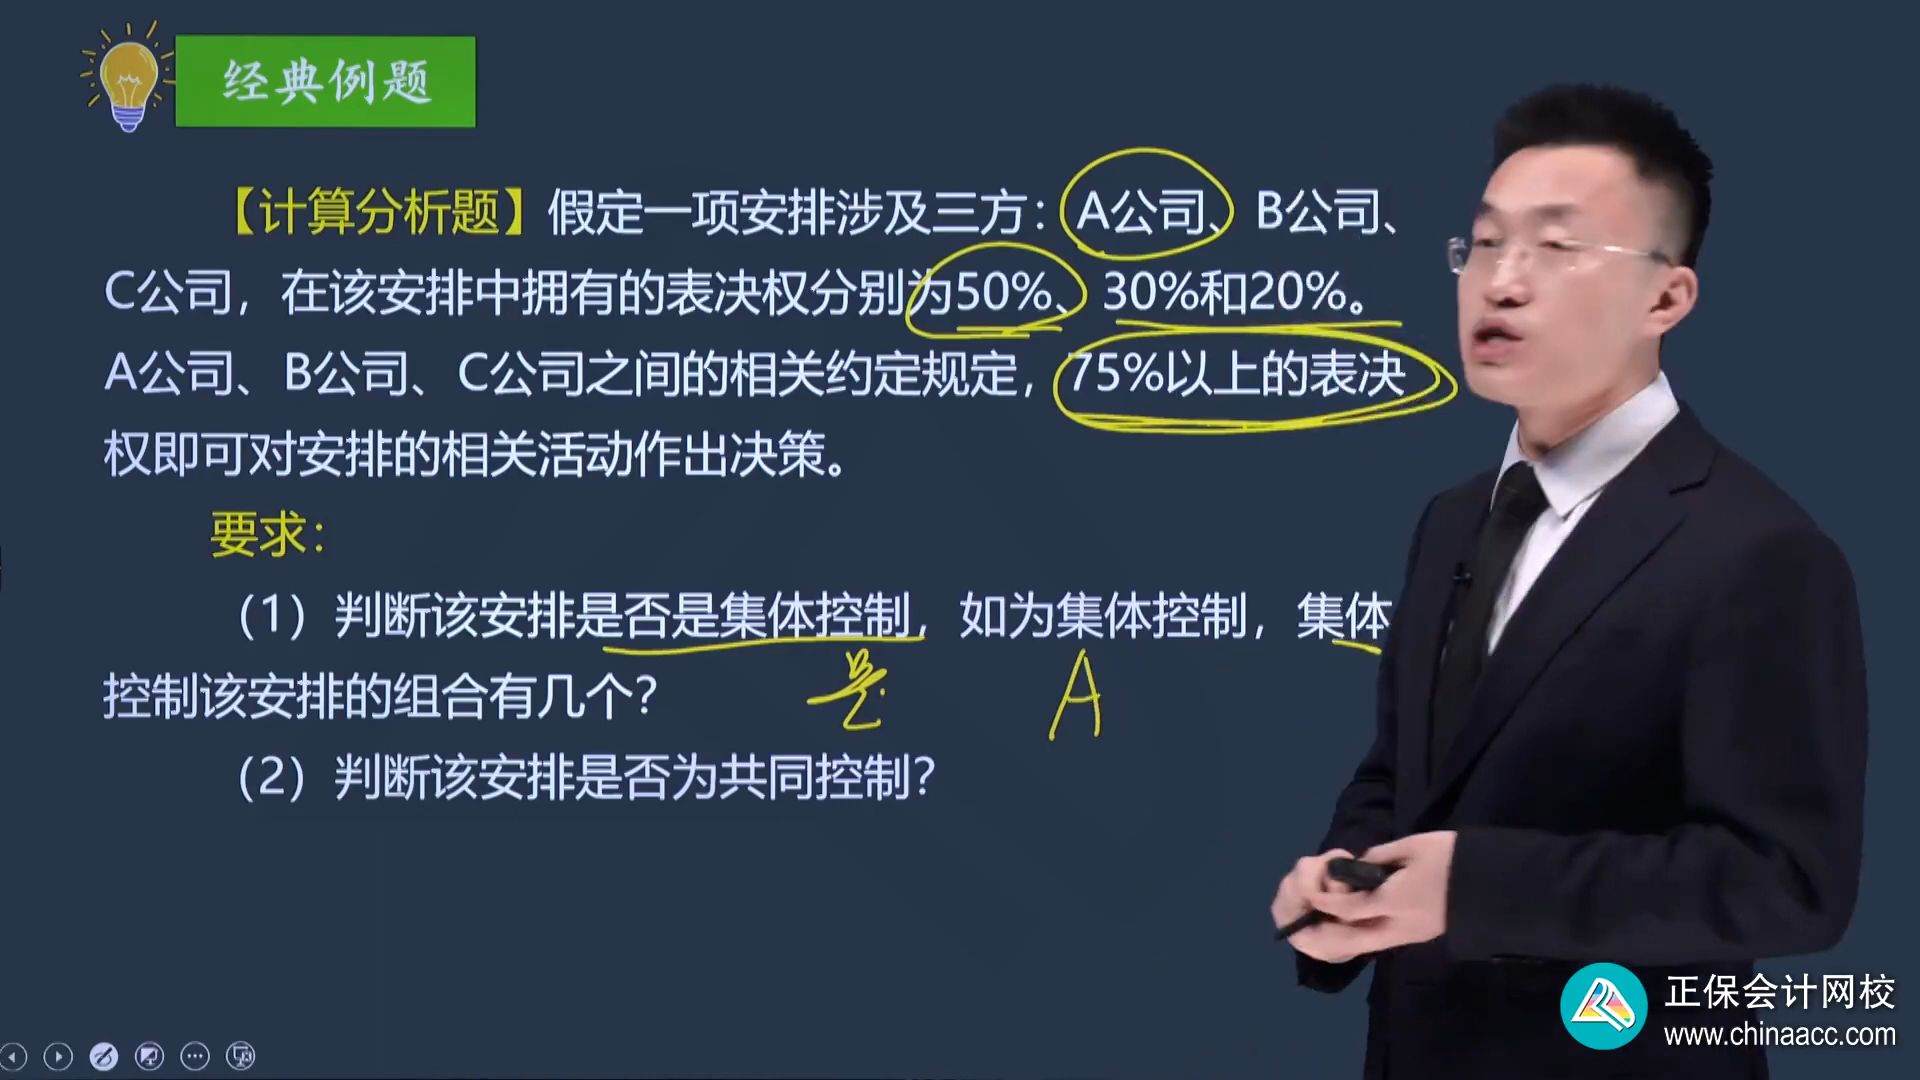 经典例题
【计算分析题】假定一项安排涉及三方：A公司、B公司、
C公司，在该安排中拥有的表决权分别为50%、30%和20%。
A公司、B公司、C公司之间的相关约定规定，75%以上的表决
权即可对安排的相关活动作出决策。
要求：
（1）判断该安排是否是集体控制，如为集体控制，集体
控制该安排的组合有几个？
是 A
（2）判断该安排是否为共同控制？
正保会计网校
www.chinaacc.com